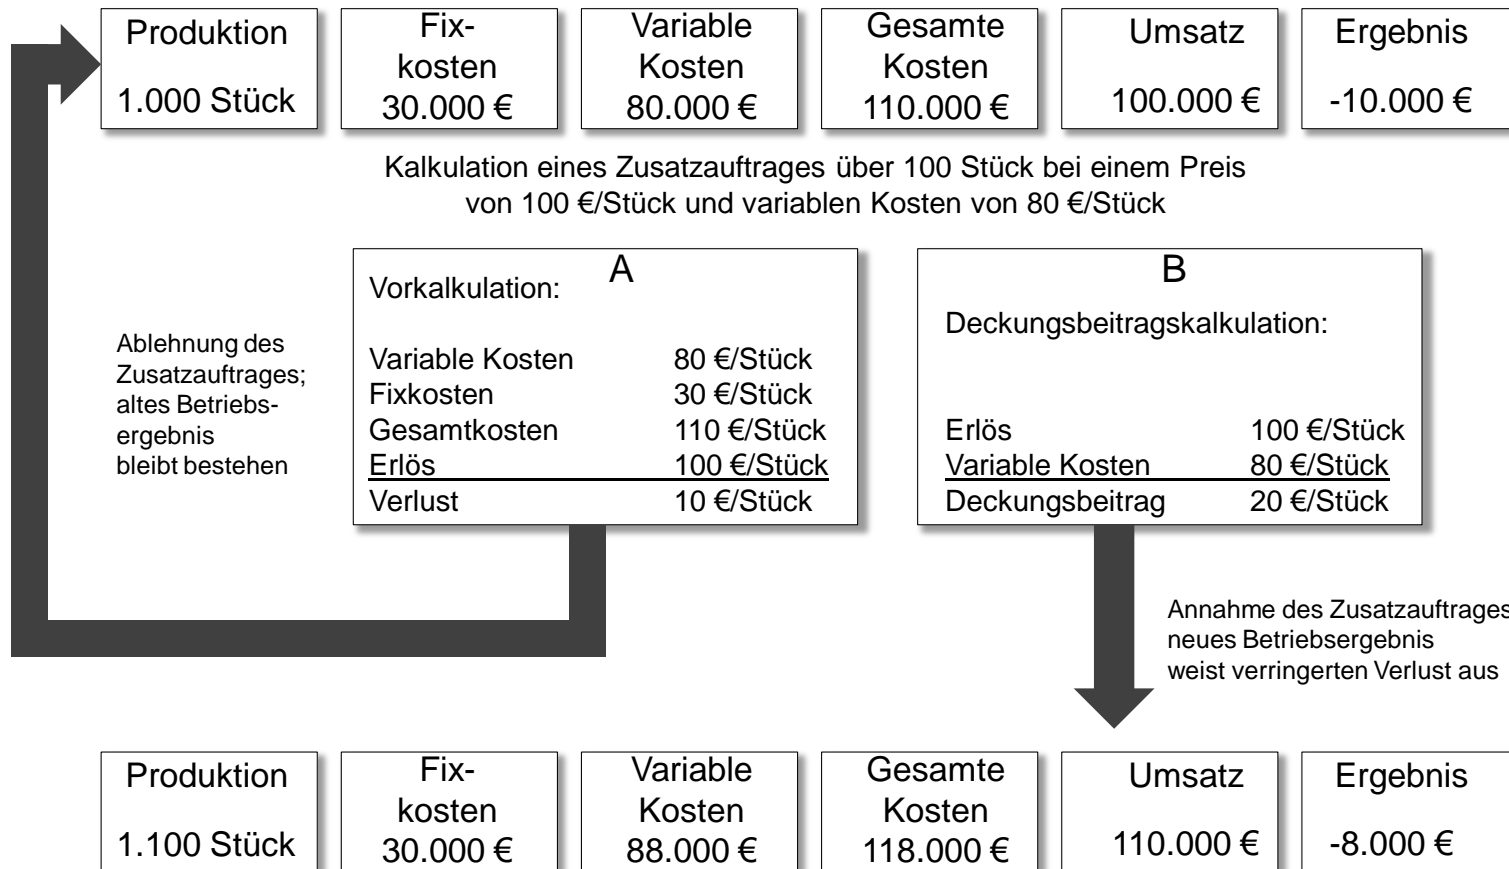 Produktion
1.000 Stück
Fix-
kosten
30.000 €
Variable
Kosten
80.000 €
Gesamte
Kosten
110.000 €
Umsatz
100.000 €
Ergebnis
-10.000 €
Kalkulation eines Zusatzauftrages über 100 Stück bei einem Preis
von 100 €/Stück und variablen Kosten von 80 €/Stück
Ablehnung des
Zusatzauftrages;
altes Betriebs-
ergebnis
bleibt bestehen
A
Vorkalkulation:
Variable Kosten 80 €/Stück
Fixkosten 30 €/Stück
Gesamtkosten 110 €/Stück
Erlös 100 €/Stück
Verlust 10 €/Stück
B
Deckungsbeitragskalkulation:
Erlös 100 €/Stück
Variable Kosten 80 €/Stück
Deckungsbeitrag 20 €/Stück
Annahme des Zusatzauftrages
neues Betriebsergebnis
weist verringerten Verlust aus
Produktion
1.100 Stück
Fix-
kosten
30.000 €
Variable
Kosten
88.000 €
Gesamte
Kosten
118.000 €
Umsatz
110.000 €
Ergebnis
-8.000 €